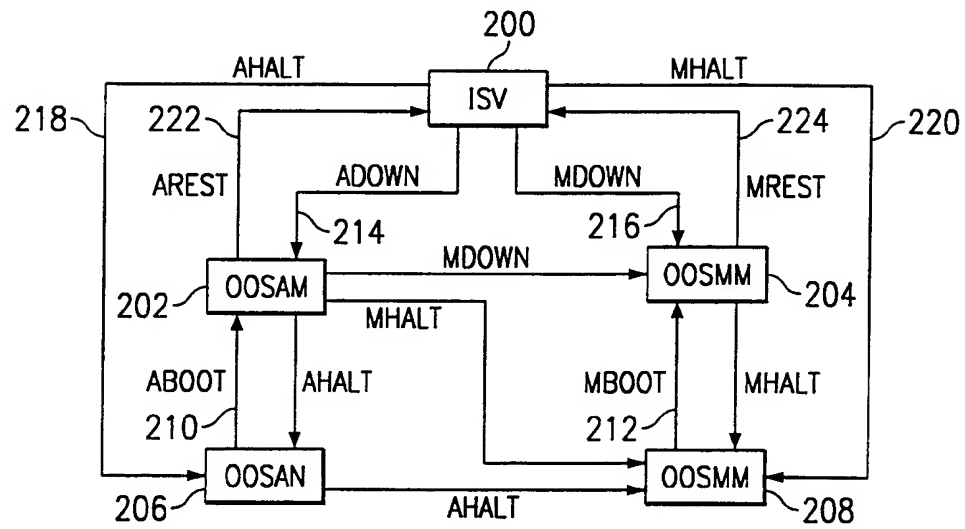 200
AHALT
MHALT
218
222
ISV
224
220
AREST
ADOWN
MDOWN
MREST
214
216
MDOWN
202
OOSAM
OOSMM
204
MHALT
ABOOT
AHALT
MBOOT
MHALT
210
212
OOSAN
OOSMM
206
AHALT
208